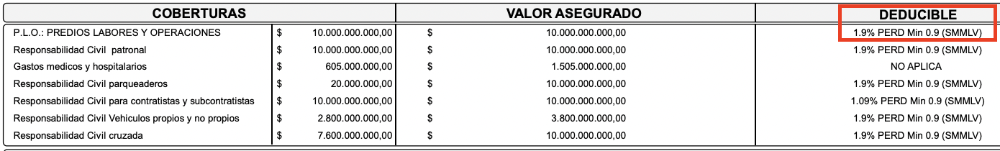 COBERTURAS VALOR ASEGURADO DEDUCIBLE
P.L.O.: PREDIOS LABORES Y OPERACIONES $ 10.000.000.000,00 $ 10.000.000.000,00 1.9% PERD Min 0.9 (SMMLV)
Responsabilidad Civil patronal $ 10.000.000.000,00 $ 10.000.000.000,00 1.9% PERD Min 0.9 (SMMLV)
Gastos medicos y hospitalarios $ 605.000.000,00 $ 1.505.000.000,00 NO APLICA
Responsabilidad Civil parqueaderos $ 20.000.000,00 $ 10.000.000.000,00 1.9% PERD Min 0.9 (SMMLV)
Responsabilidad Civil para contratistas y subcontratistas $ 10.000.000.000,00 $ 10.000.000.000,00 1.09% PERD Min 0.9 (SMMLV)
Responsabilidad Civil Vehiculos propios y no propios $ 2.800.000.000,00 $ 3.800.000.000,00 1.9% PERD Min 0.9 (SMMLV)
Responsabilidad Civil cruzada $ 7.600.000.000,00 $ 10.000.000.000,00 1.9% PERD Min 0.9 (SMMLV)